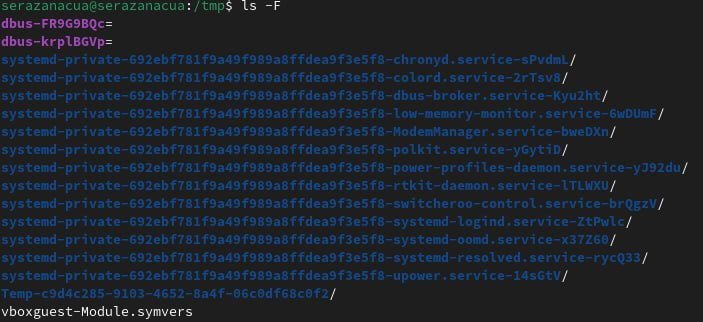 serazanacua@serazanacua:/tmp$ ls -F
dbus-FR9G9BQc=
dbus-krplBGVp=
systemd-private-692ebf781f9a49f989a8ffdea9f3e5f8-chronyd.service-sPvdmL/
systemd-private-692ebf781f9a49f989a8ffdea9f3e5f8-colord.service-2rTsv8/
systemd-private-692ebf781f9a49f989a8ffdea9f3e5f8-dbus-broker.service-Kyu2ht/
systemd-private-692ebf781f9a49f989a8ffdea9f3e5f8-low-memory-monitor.service-6wDUmF/
systemd-private-692ebf781f9a49f989a8ffdea9f3e5f8-ModemManager.service-bweDXn/
systemd-private-692ebf781f9a49f989a8ffdea9f3e5f8-polkit.service-yGytiD/
systemd-private-692ebf781f9a49f989a8ffdea9f3e5f8-power-profiles-daemon.service-yJ92du/
systemd-private-692ebf781f9a49f989a8ffdea9f3e5f8-rtkit-daemon.service-lTLWXU/
systemd-private-692ebf781f9a49f989a8ffdea9f3e5f8-switcheroo-control.service-brQgzV/
systemd-private-692ebf781f9a49f989a8ffdea9f3e5f8-systemd-logind.service-ZtPwlc/
systemd-private-692ebf781f9a49f989a8ffdea9f3e5f8-systemd-oomd.service-x37Z60/
systemd-private-692ebf781f9a49f989a8ffdea9f3e5f8-systemd-resolved.service-rycQ33/
systemd-private-692ebf781f9a49f989a8ffdea9f3e5f8-upower.service-14sGtV/
Temp-c9d4c285-9103-4652-8a4f-06c0df68c0f2/
vboxguest-Module.symvers